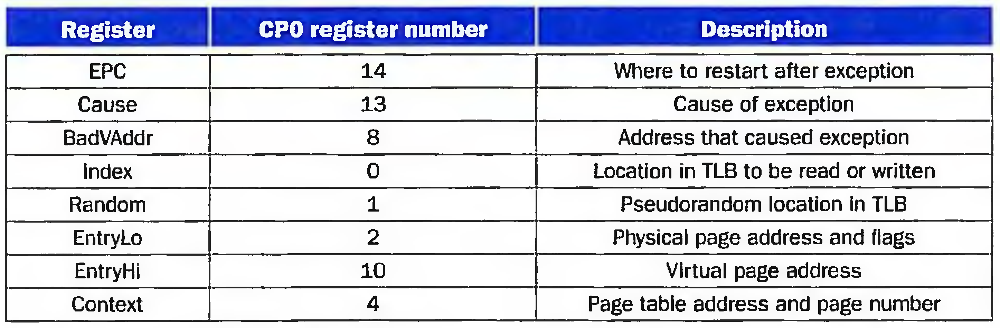 Register CP0 register number Description
EPC 14 Where to restart after exception
Cause 13 Cause of exception
BadVAddr 8 Address that caused exception
Index 0 Location in TLB to be read or written
Random 1 Pseudorandom location in TLB
EntryLo 2 Physical page address and flags
EntryHi 10 Virtual page address
Context 4 Page table address and page number